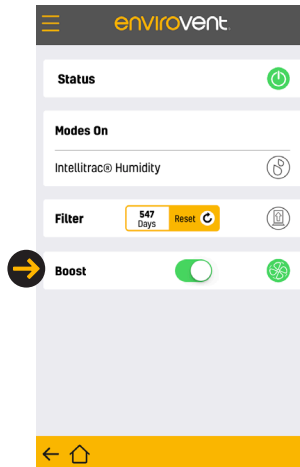 envirovent
Status
Modes On
Intellitrac® Humidity
Filter
547
Days
Reset
Boost